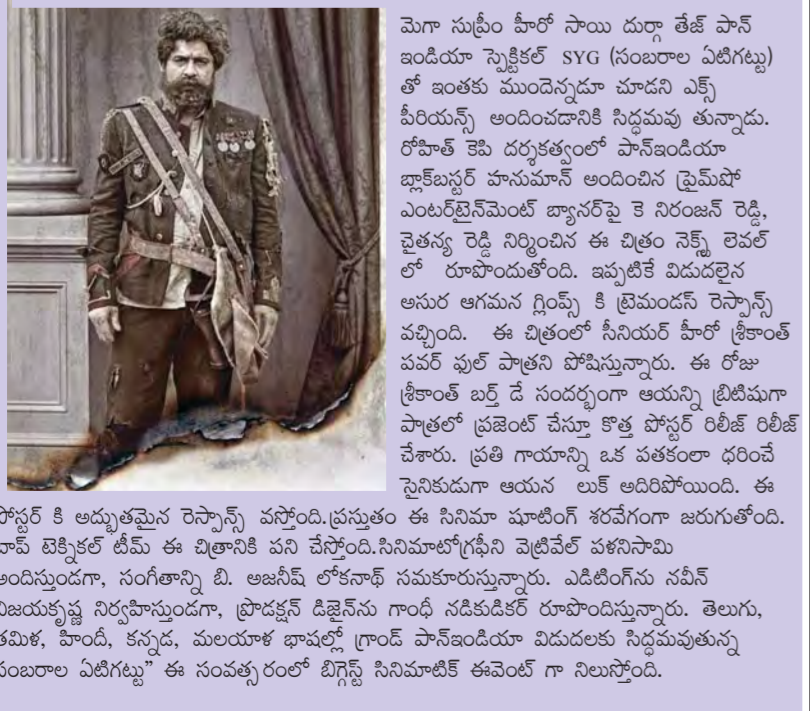 మెగా సుప్రీం హీరో సాయి దుర్గా తేజ్ పాన్
ఇండియా స్పెక్టికల్ SYG (సంబరాల ఏటిగట్టు)
తో ఇంతకు ముందెన్నడూ చూడని ఎక్స్
పీరియన్స్ అందించడానికి సిద్ధమవు తున్నాడు.
రోహిత్ కెపి దర్శకత్వంలో పాన్ఇండియా
బ్లాక్‌బస్టర్ హనుమాన్ అందించిన ప్రైమ్‌షో
ఎంటర్‌టైన్‌మెంట్ బ్యానర్‌పై కె నిరంజన్ రెడ్డి,
చైతన్య రెడ్డి నిర్మించిన ఈ చిత్రం నెక్స్ట్ లెవల్
లో రూపొందుతోంది. ఇప్పటికే విడుదలైన
అసుర ఆగమన గ్లింప్స్ కి ట్రెమండస్ రెస్పాన్స్
వచ్చింది. ఈ చిత్రంలో సీనియర్ హీరో శ్రీకాంత్
పవర్ ఫుల్ పాత్రని పోషిస్తున్నారు. ఈ రోజు
శ్రీకాంత్ బర్త్ డే సందర్భంగా ఆయన్ని బ్రిటిషుగా
పాత్రలో ప్రజెంట్ చేస్తూ కొత్త పోస్టర్ రిలీజ్ రిలీజ్
చేశారు. ప్రతి గాయాన్ని ఒక పతకంలా ధరించే
సైనికుడుగా ఆయన లుక్ అదిరిపోయింది. ఈ
పోస్టర్ కి అద్భుతమైన రెస్పాన్స్ వస్తోంది.ప్రస్తుతం ఈ సినిమా షూటింగ్ శరవేగంగా జరుగుతోంది.
టాప్ టెక్నికల్ టీమ్ ఈ చిత్రానికి పని చేస్తోంది.సినిమాటోగ్రఫీని వెట్రివేల్ పళనిసామి
అందిస్తుండగా, సంగీతాన్ని బి. అజనీష్ లోకనాథ్ సమకూరుస్తున్నారు. ఎడిటింగ్‌ను నవీన్
విజయకృష్ణ నిర్వహిస్తుండగా, ప్రొడక్షన్ డిజైన్‌ను గాంధీ నడికుడికర్ రూపొందిస్తున్నారు. తెలుగు,
తమిళ, హిందీ, కన్నడ, మలయాళ భాషల్లో గ్రాండ్ పాన్ఇండియా విడుదలకు సిద్ధమవుతున్న
సంబరాల ఏటిగట్టు” ఈ సంవత్సరంలో బిగ్గెస్ట్ సినిమాటిక్ ఈవెంట్ గా నిలుస్తోంది.